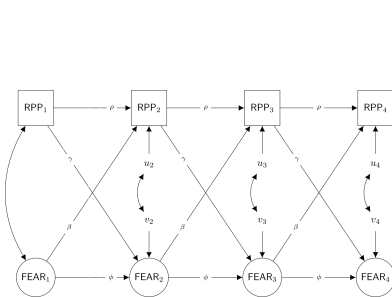 RPP₁ ρ RPP₂ ρ RPP₃ ρ RPP₄
γ γ γ
u₂ u₃ u₄
v₂ v₃ v₄
β β β
FEAR₁ ϕ FEAR₂ ϕ FEAR₃ ϕ FEAR₄